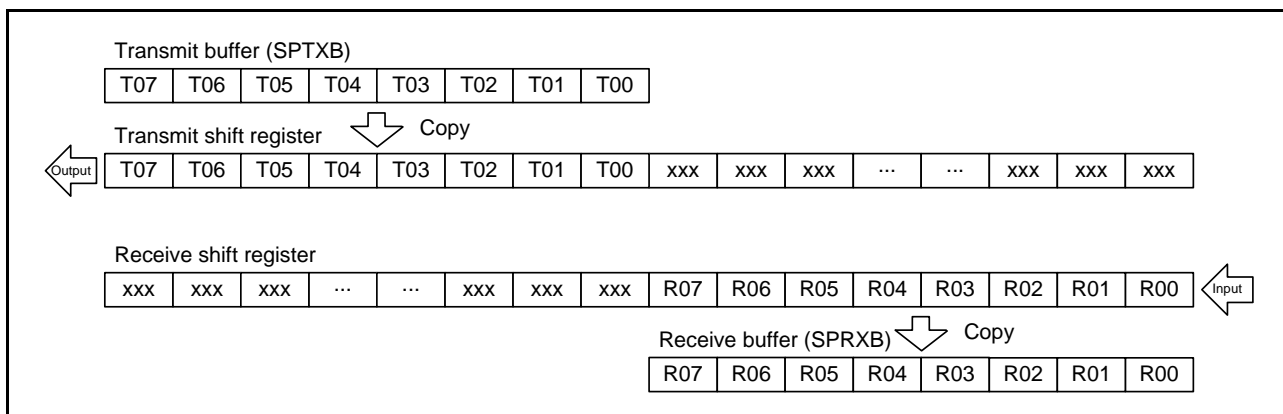 Transmit buffer (SPTXB)
T07 T06 T05 T04 T03 T02 T01 T00
Copy
Transmit shift register
Output T07 T06 T05 T04 T03 T02 T01 T00 xxx xxx xxx ... ... xxx xxx xxx
Receive shift register
xxx xxx xxx ... ... xxx xxx xxx R07 R06 R05 R04 R03 R02 R01 R00 Input
Copy
Receive buffer (SPRXB)
R07 R06 R05 R04 R03 R02 R01 R00